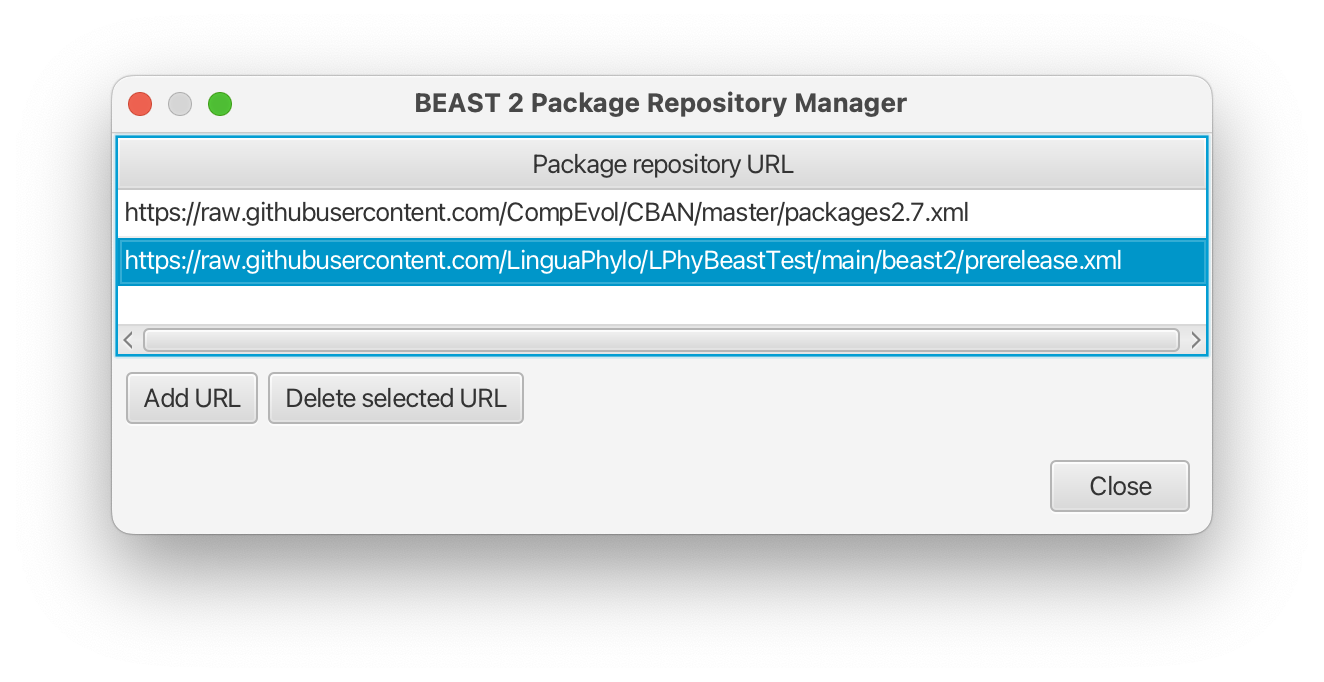 BEAST 2 Package Repository Manager
Package repository URL
https://raw.githubusercontent.com/CompEvol/CBAN/master/packages2.7.xml
https://raw.githubusercontent.com/LinguaPhylo/LPhyBeastTest/main/beast2/prerelease.xml
Add URL Delete selected URL
Close